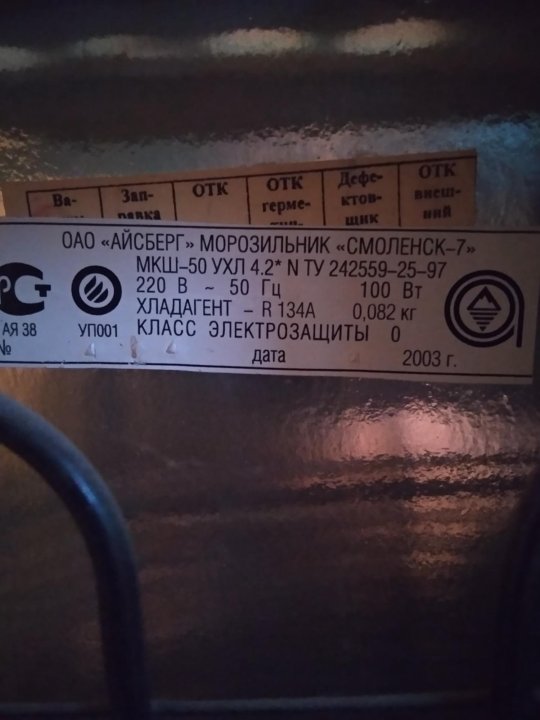 Ва-
Зап-
равка
ОТК
ОТК
герме-
Дефе-
ктов-
щик
ОТК
внеш-
ний
ОАО «АЙСБЕРГ» МОРОЗИЛЬНИК «СМОЛЕНСК-7»
МКШ-50 УХЛ 4.2* N ТУ 242559-25-97
220 В ~ 50 Гц 100 Вт
ХЛАДАГЕНТ - R 134A 0,082 кг
АЯ 38 УП001 КЛАСС ЭЛЕКТРОЗАЩИТЫ 0
№ дата 2003 г.